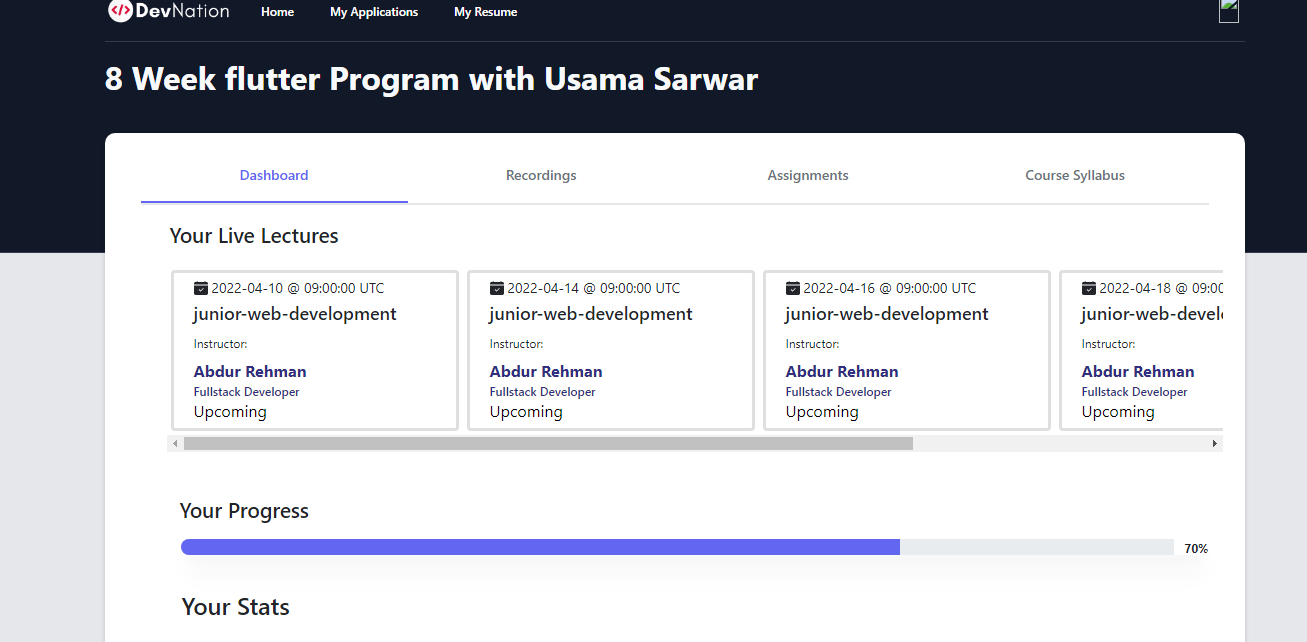 </> DevNation Home My Applications My Resume
8 Week flutter Program with Usama Sarwar
Dashboard Recordings Assignments Course Syllabus
Your Live Lectures
2022-04-10 @ 09:00:00 UTC
junior-web-development
Instructor:
Abdur Rehman
Fullstack Developer
Upcoming
2022-04-14 @ 09:00:00 UTC
junior-web-development
Instructor:
Abdur Rehman
Fullstack Developer
Upcoming
2022-04-16 @ 09:00:00 UTC
junior-web-development
Instructor:
Abdur Rehman
Fullstack Developer
Upcoming
2022-04-18 @ 09:00
junior-web-devel
Instructor:
Abdur Rehman
Fullstack Developer
Upcoming
Your Progress
70%
Your Stats